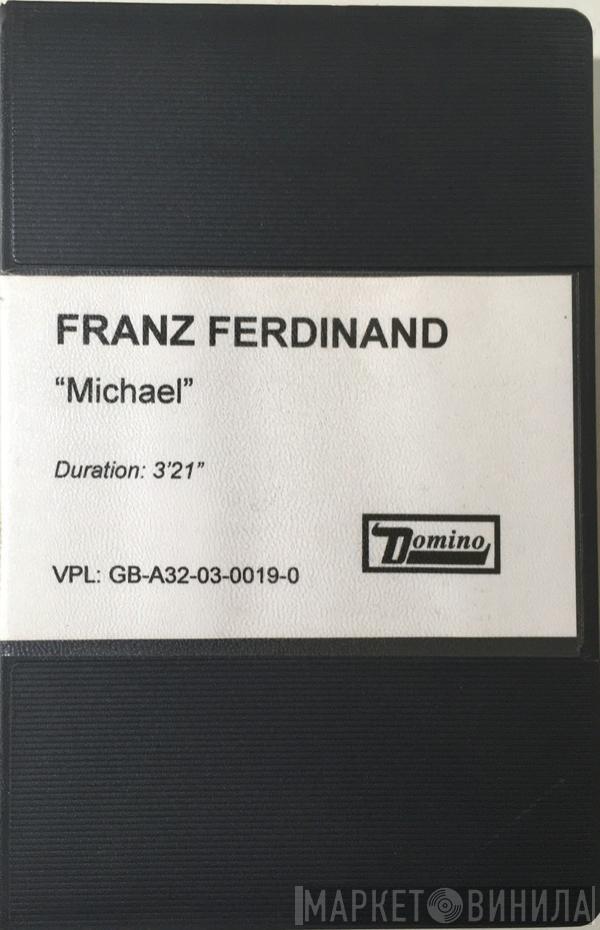 FRANZ FERDINAND
“Michael”
Duration: 3’21”
Domino
VPL: GB-A32-03-0019-0
МАРКЕТ ВИНИЛА